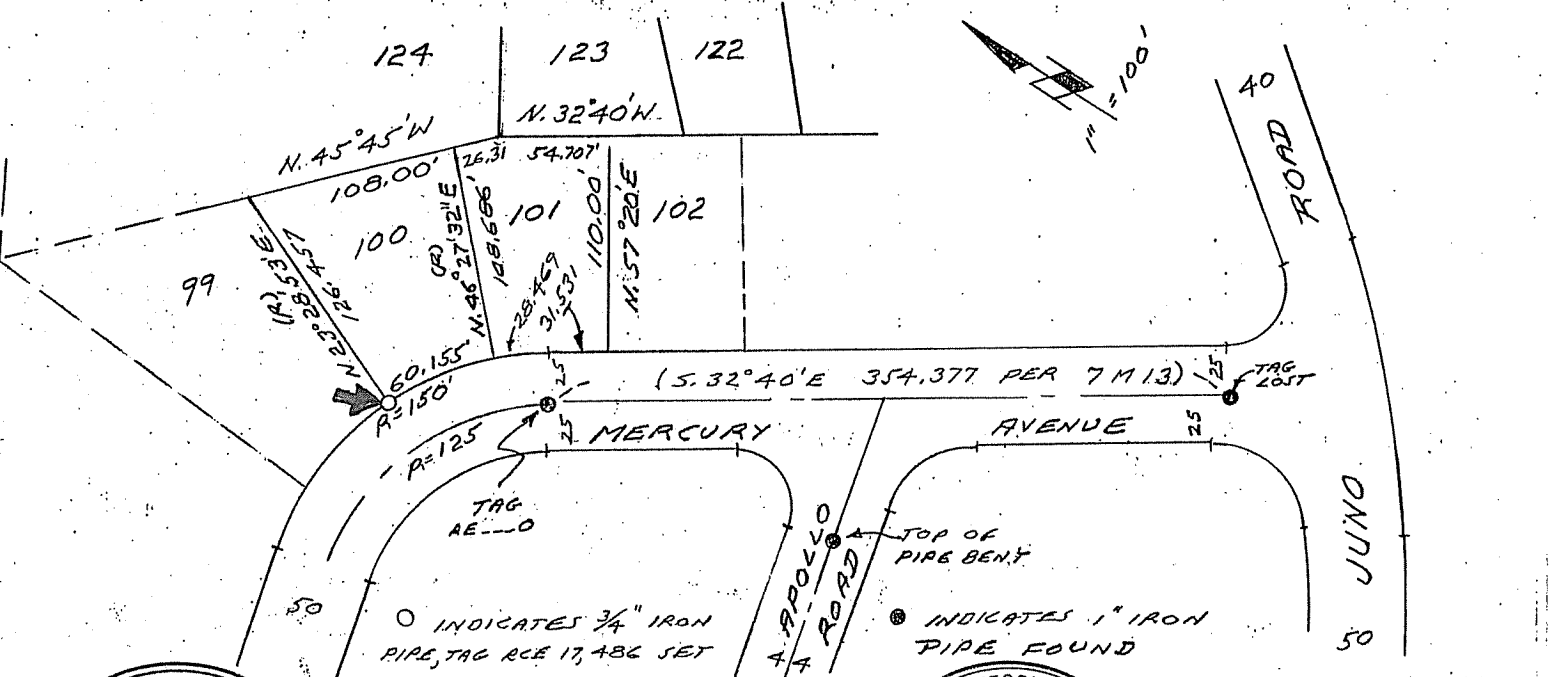 124
123
122
40
1"=100'
ROAD
N. 32°40'W.
N. 45°45'W
108.00'
26.31
54.707'
99
(R)
N. 23°28'53"E.
126.457
100
(R)
N. 46°27'32"E
108.686'
101
28.469
31.531
110.00'
N. 57°20'E
102
60.155'
R=150'
R=125
25
25
(S. 32°40'E 354.377 PER 7 M 13)
25
25
TAG
LOST
MERCURY
AVENUE
TAG
AE---O
APOLLO
ROAD
TOP OF
PIPE BENT
JUNO
50
50
INDICATES 3/4" IRON
PIPE, TAG RCE 17,486 SET
44
INDICATES 1" IRON
PIPE FOUND